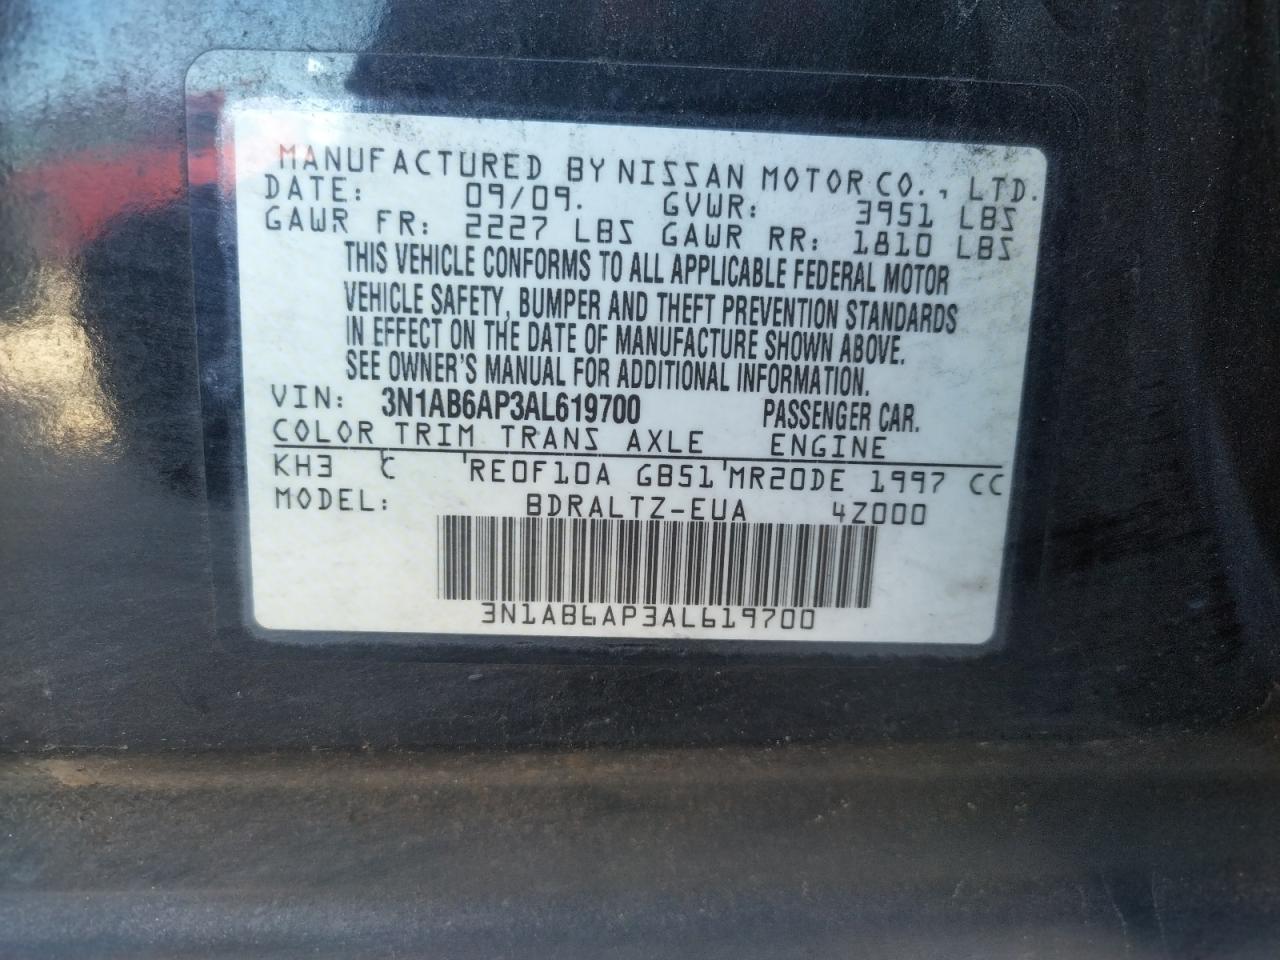 MANUFACTURED BY NISSAN MOTOR CO., LTD.
DATE: 09/09. GVWR: 3951 LBS
GAWR FR: 2227 LBS GAWR RR: 1810 LBS
THIS VEHICLE CONFORMS TO ALL APPLICABLE FEDERAL MOTOR
VEHICLE SAFETY, BUMPER AND THEFT PREVENTION STANDARDS
IN EFFECT ON THE DATE OF MANUFACTURE SHOWN ABOVE.
SEE OWNER'S MANUAL FOR ADDITIONAL INFORMATION.
VIN: 3N1AB6AP3AL619700 PASSENGER CAR.
COLOR TRIM TRANS AXLE ENGINE
KH3 C RE0F10A GB51 MR20DE 1997 CC
MODEL: BDRALTZ-EUA 4Z000
3N1AB6AP3AL619700